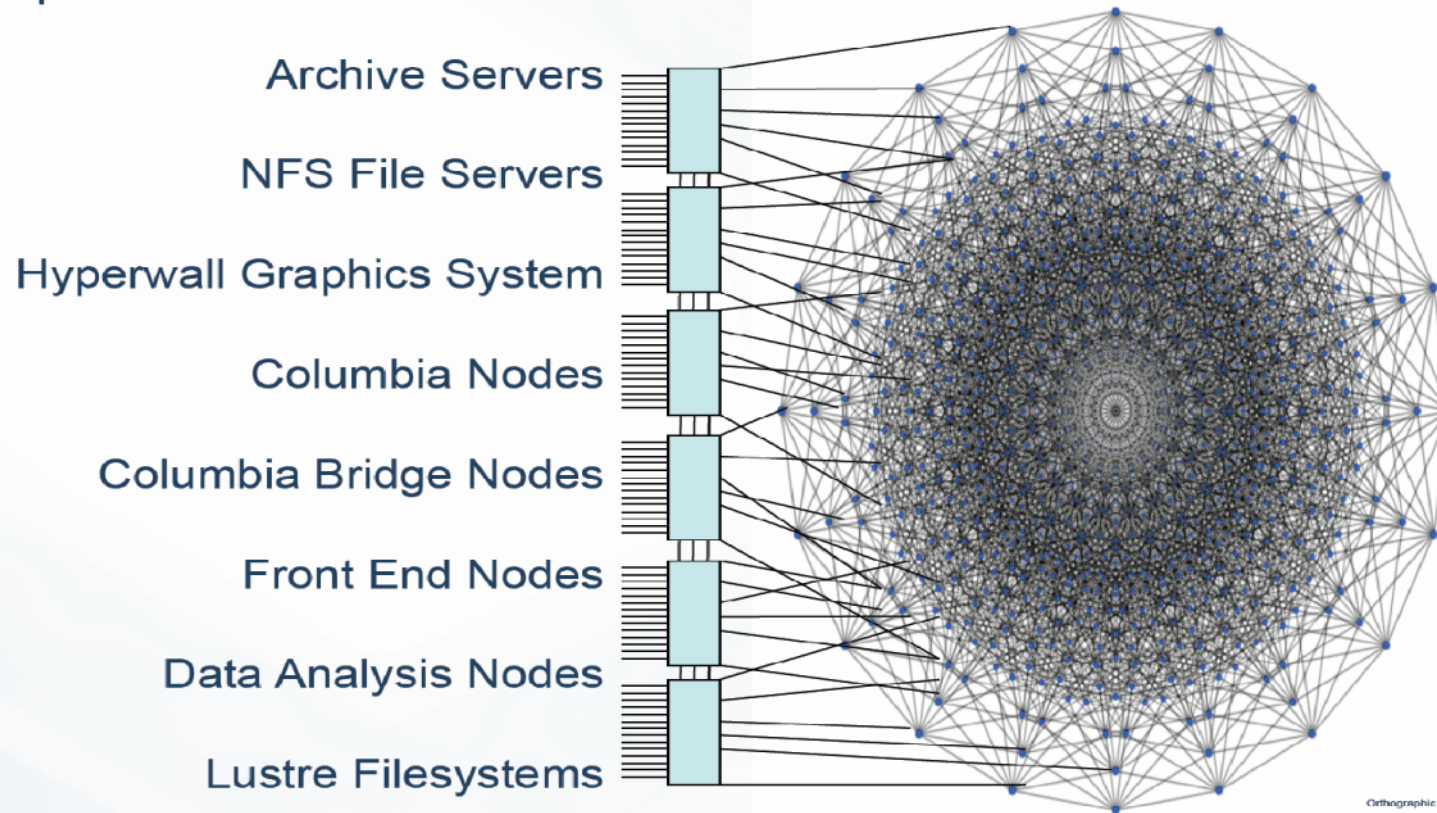 Archive Servers
NFS File Servers
Hyperwall Graphics System
Columbia Nodes
Columbia Bridge Nodes
Front End Nodes
Data Analysis Nodes
Lustre Filesystems
Orthographic